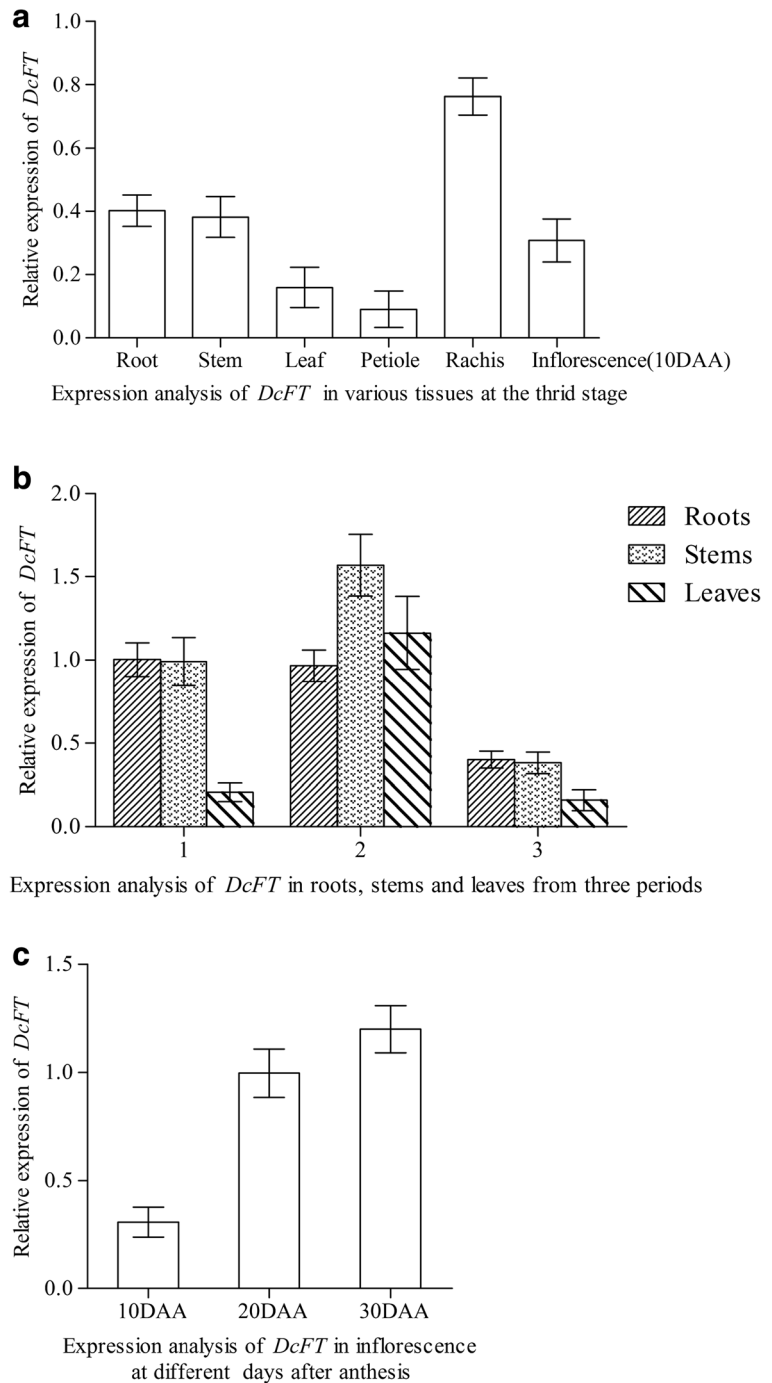 a
Relative expression of DcFT
1.0
0.8
0.6
0.4
0.2
0.0
Root Stem Leaf Petiole Rachis Inflorescence(10DAA)
Expression analysis of DcFT in various tissues at the thrid stage
b
Relative expression of DcFT
2.0
1.5
1.0
0.5
0.0
Roots
Stems
Leaves
1 2 3
Expression analysis of DcFT in roots, stems and leaves from three periods
c
Relative expression of DcFT
1.5
1.0
0.5
0.0
10DAA 20DAA 30DAA
Expression analysis of DcFT in inflorescence
at different days after anthesis